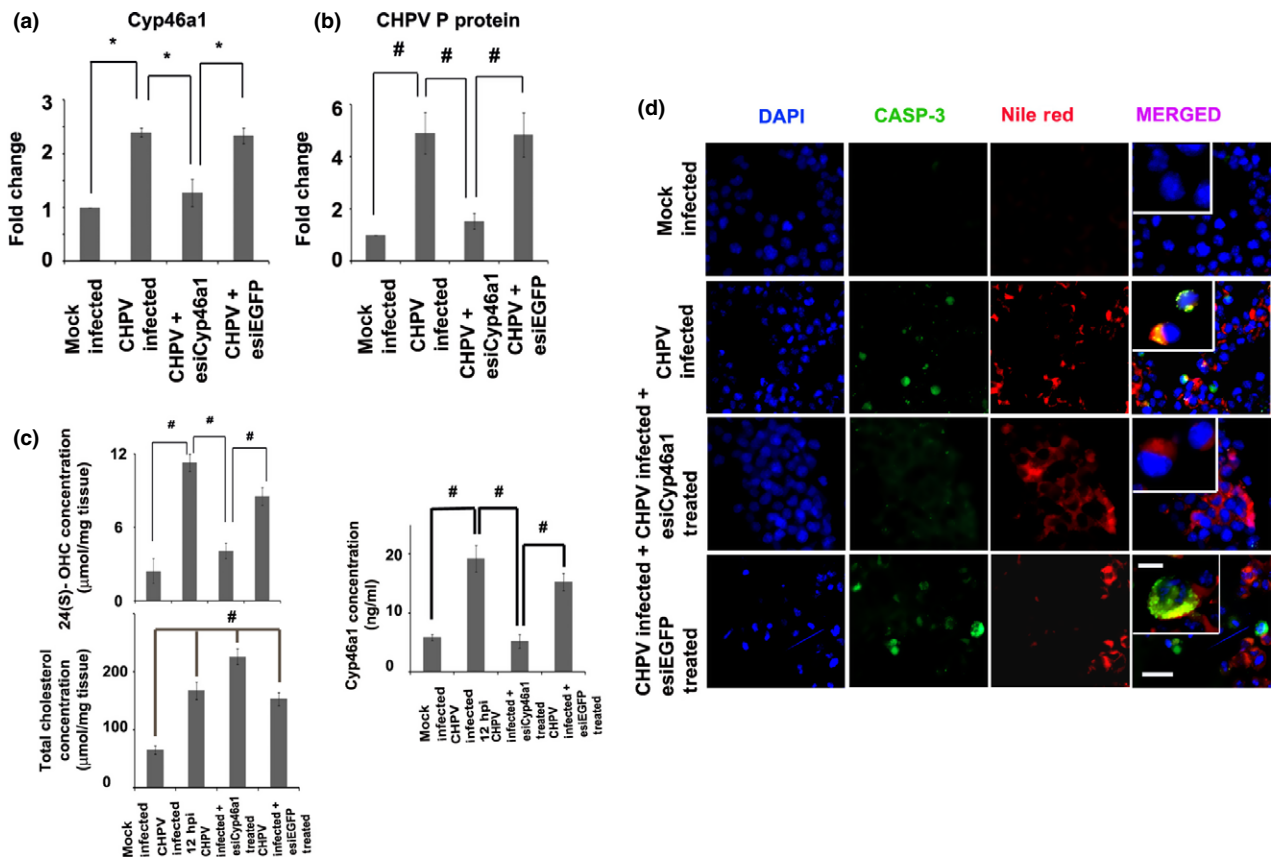 (a)
Cyp46a1
*
*
*
Fold change
3
2
1
0
Mock
infected
CHPV
infected
CHPV +
esiCyp46a1
CHPV +
esiEGFP
(b)
CHPV P protein
#
#
#
Fold change
6
4
2
0
Mock
infected
CHPV
infected
CHPV +
esiCyp46a1
CHPV +
esiEGFP
(c)
#
#
#
24(S)- OHC concentration
(µmol/mg tissue)
12
6
3
0
#
Total cholesterol
concentration
(µmol/mg tissue)
200
100
0
Mock
infected
CHPV
infected
12 hpi
CHPV
infected +
esiCyp46a1
treated
CHPV
infected +
esiEGFP
treated
#
#
#
Cyp46a1 concentration
(ng/ml)
20
10
0
Mock
infected
CHPV
infected
12 hpi
CHPV
infected +
esiCyp46a1
treated
CHPV
infected +
esiEGFP
treated
(d)
DAPI
CASP-3
Nile red
MERGED
Mock
infected
CHPV
infected
CHPV infected +
esiCyp46a1
treated
CHPV infected +
esiEGFP
treated